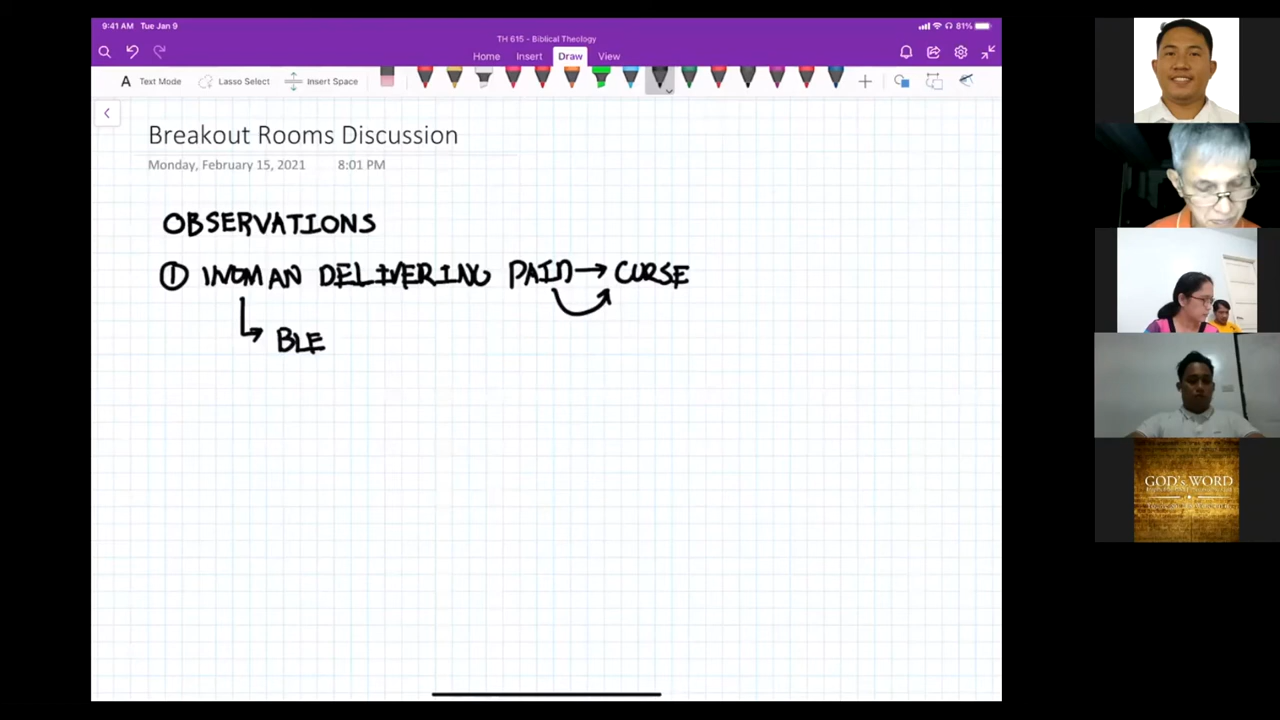 9:41 AM Tue Jan 9
81%
TH 615 - Biblical Theology
Home Insert Draw View
A Text Mode Lasso Select Insert Space
Breakout Rooms Discussion
Monday, February 15, 2021 8:01 PM
OBSERVATIONS
① WOMAN DELIVERING PAIN → CURSE
BLE
GOD's WORD